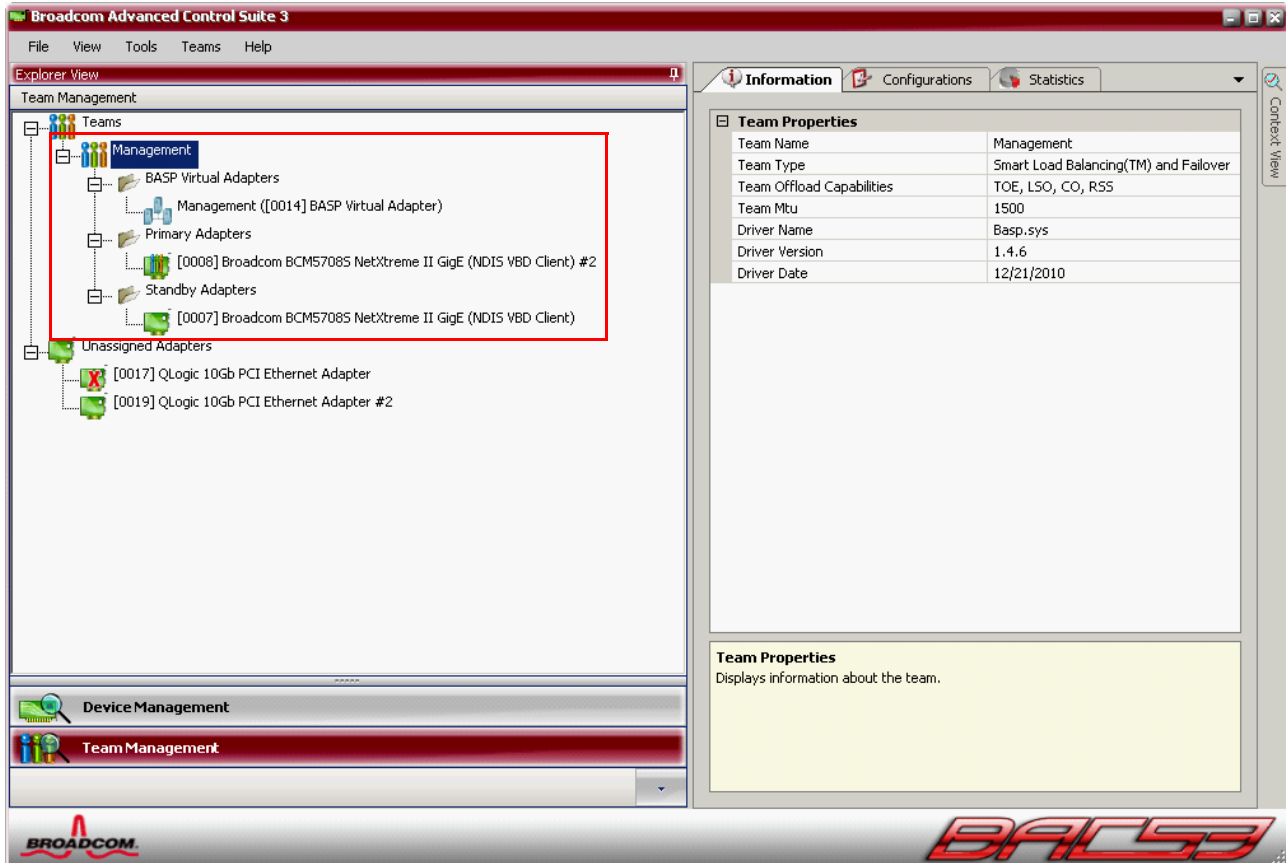 Broadcom Advanced Control Suite 3
File View Tools Teams Help
Explorer View
Team Management
Teams
Management
BASP Virtual Adapters
Management ([0014] BASP Virtual Adapter)
Primary Adapters
[0008] Broadcom BCM5708S NetXtreme II GigE (NDIS VBD Client) #2
Standby Adapters
[0007] Broadcom BCM5708S NetXtreme II GigE (NDIS VBD Client)
Unassigned Adapters
[0017] QLogic 10Gb PCI Ethernet Adapter
[0019] QLogic 10Gb PCI Ethernet Adapter #2
Device Management
Team Management
Information Configurations Statistics
Team Properties
Team Name Management
Team Type Smart Load Balancing(TM) and Failover
Team Offload Capabilities TOE, LSO, CO, RSS
Team Mtu 1500
Driver Name Basp.sys
Driver Version 1.4.6
Driver Date 12/21/2010
Team Properties
Displays information about the team.
Context View
BROADCOM.
BACS3